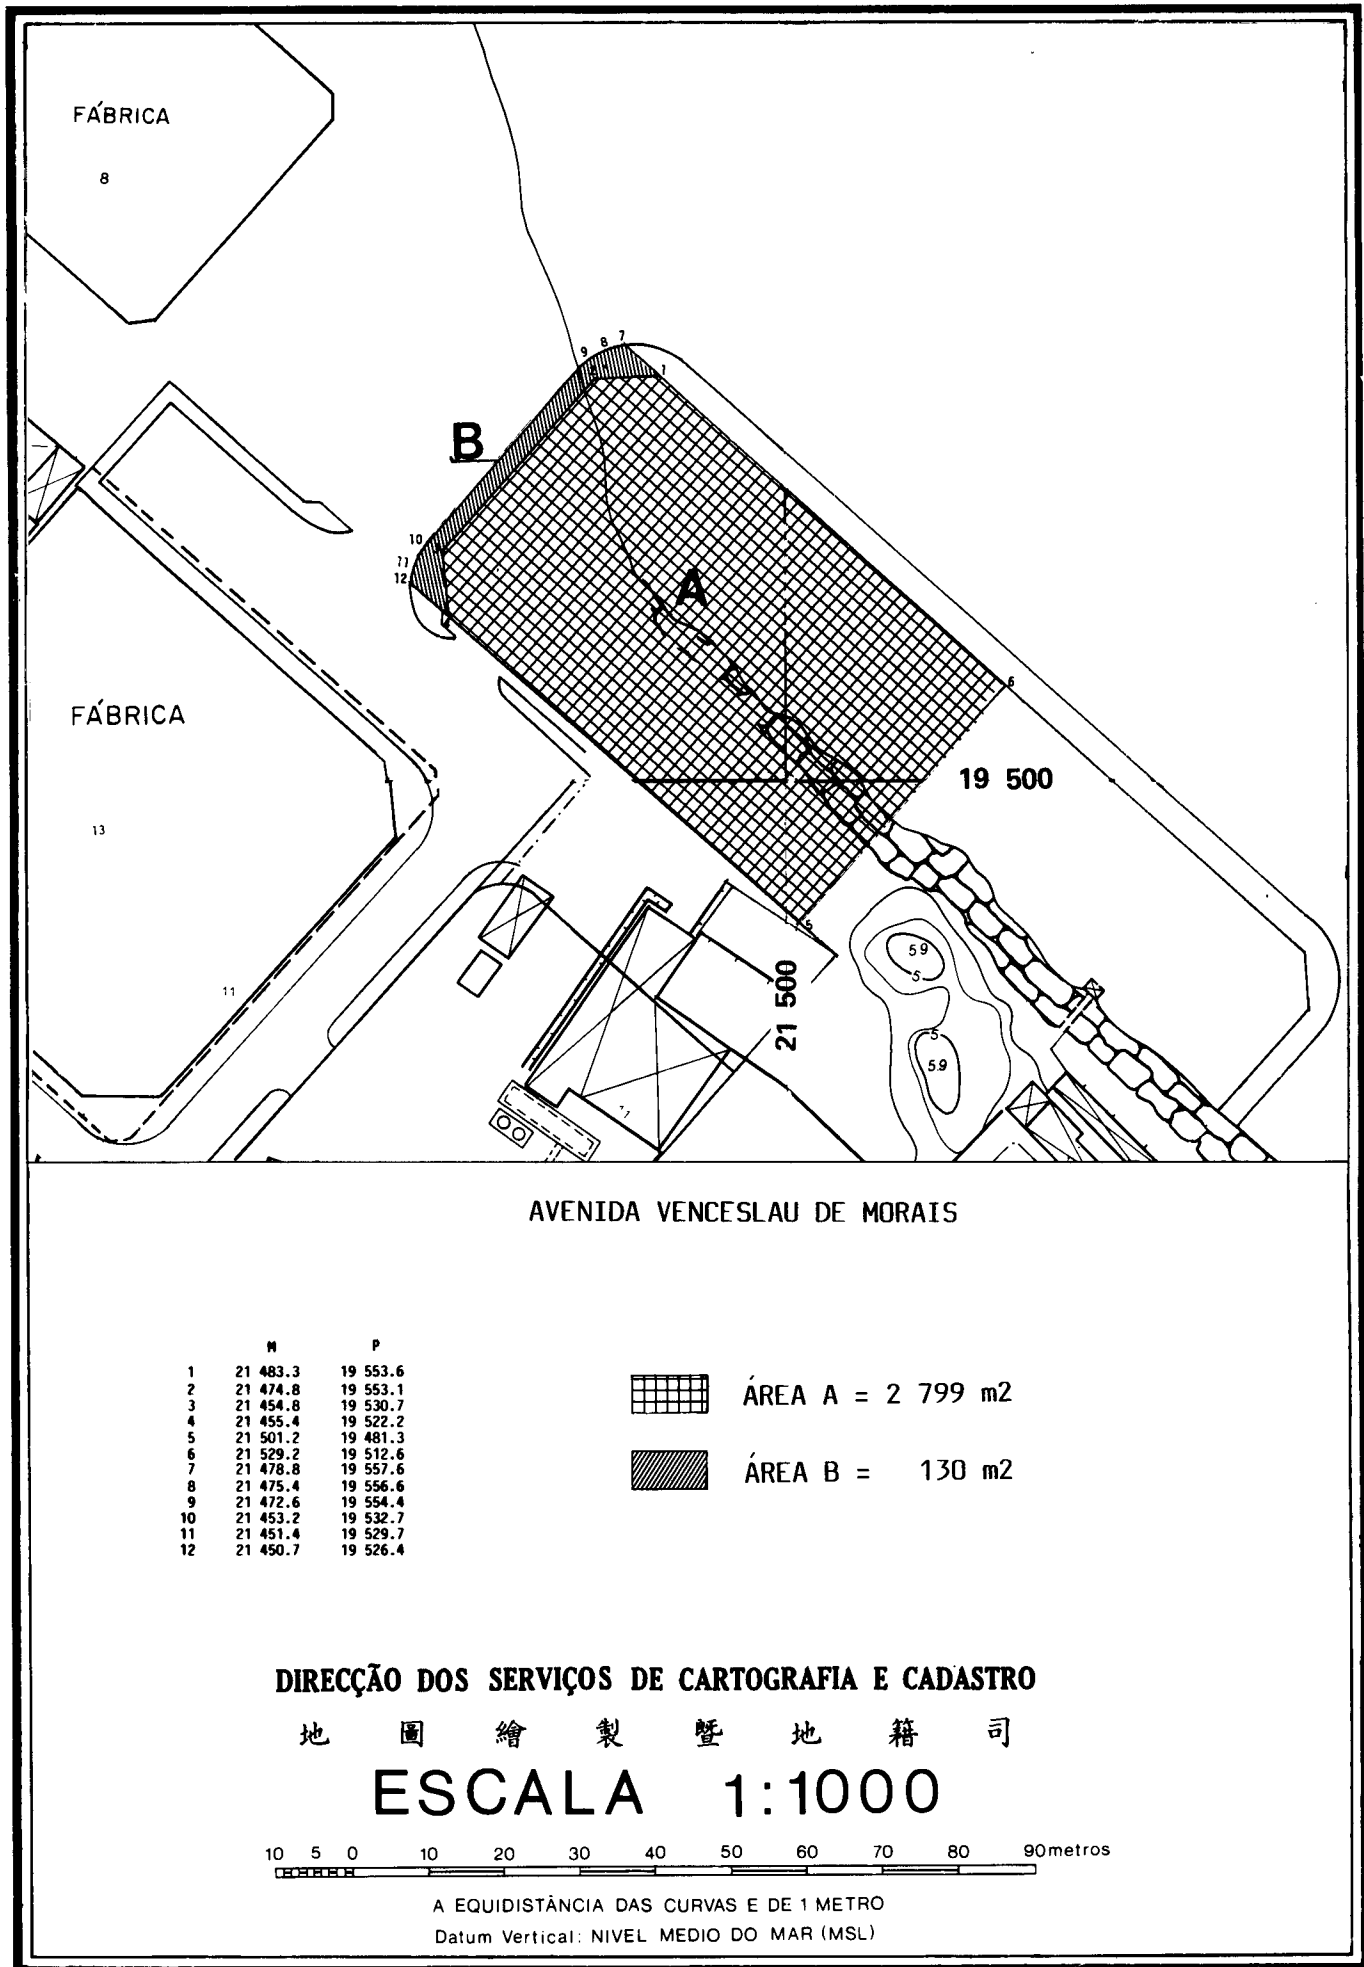 FÁBRICA
8
7
8
9
2
1
B
10
3
11
12
A
6
FÁBRICA
19 500
13
5
5.9
5
21 500
11
5
5.9
11
AVENIDA VENCESLAU DE MORAIS
M P
1 21 483.3 19 553.6
2 21 474.8 19 553.1
3 21 454.8 19 530.7
4 21 455.4 19 522.2
5 21 501.2 19 481.3
6 21 529.2 19 512.6
7 21 478.8 19 557.6
8 21 475.4 19 556.6
9 21 472.6 19 554.4
10 21 453.2 19 532.7
11 21 451.4 19 529.7
12 21 450.7 19 526.4
ÁREA A = 2 799 m2
ÁREA B = 130 m2
DIRECÇÃO DOS SERVIÇOS DE CARTOGRAFIA E CADASTRO
地圖繪製暨地籍司
ESCALA 1:1000
10 5 0 10 20 30 40 50 60 70 80 90 metros
A EQUIDISTÂNCIA DAS CURVAS E DE 1 METRO
Datum Vertical: NIVEL MEDIO DO MAR (MSL)